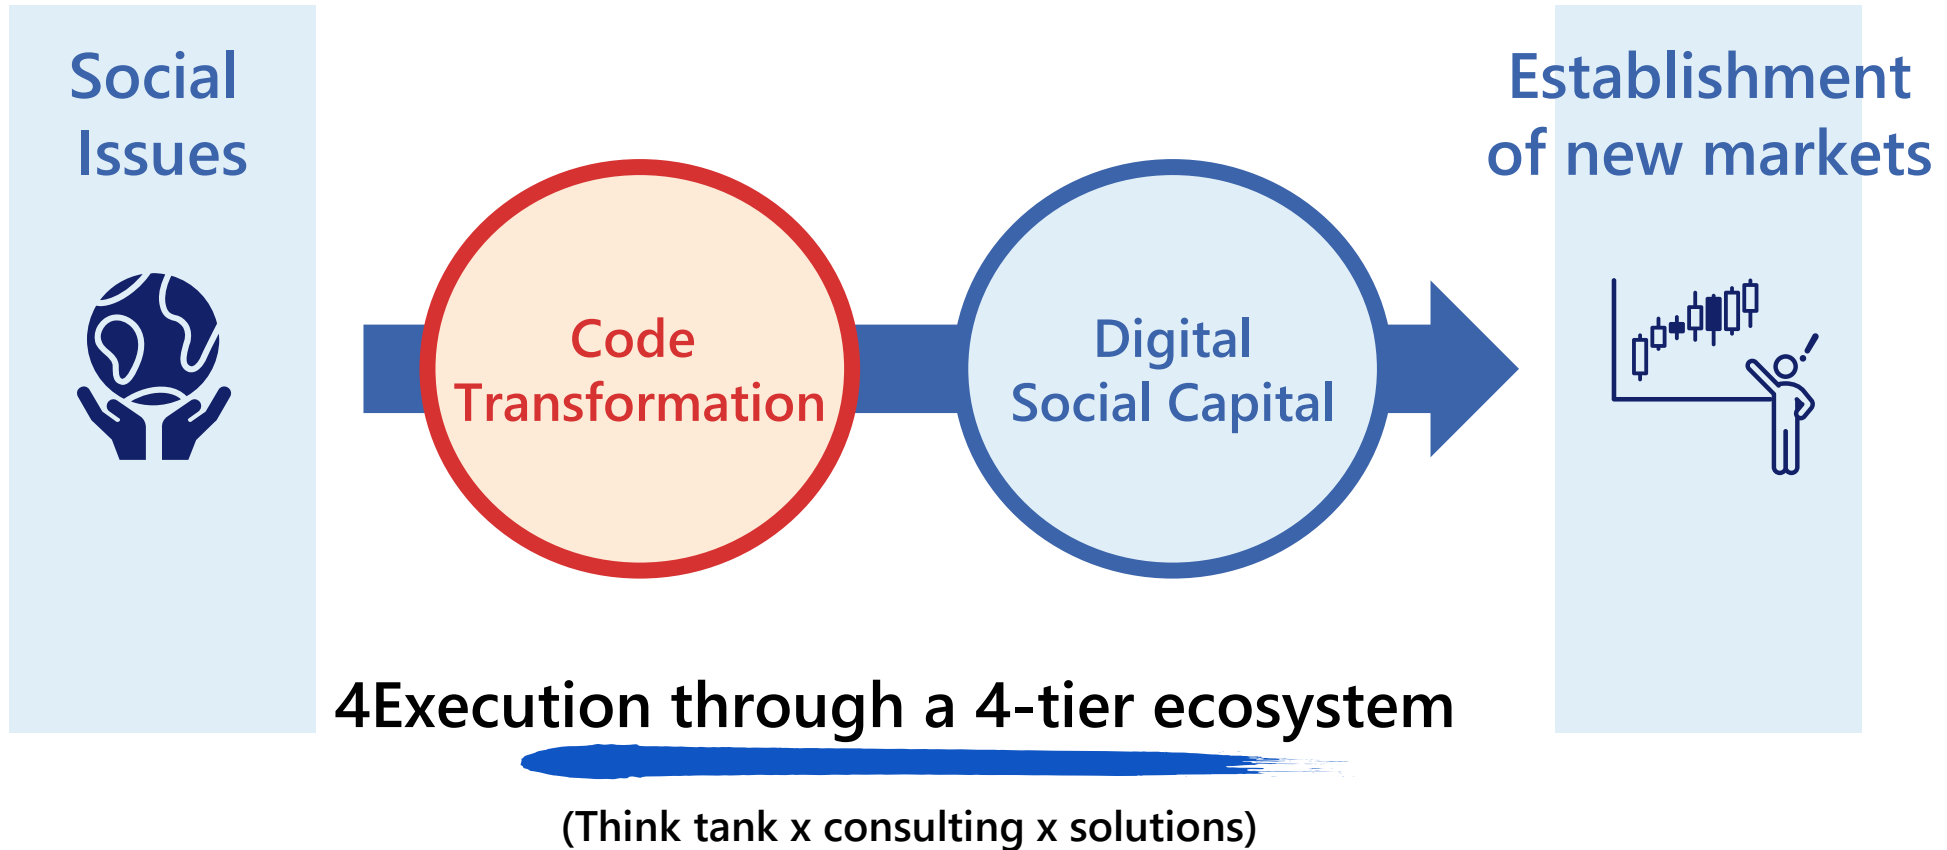 Social
Issues
Code
Transformation
Digital
Social Capital
Establishment
of new markets
4Execution through a 4-tier ecosystem
(Think tank x consulting x solutions)